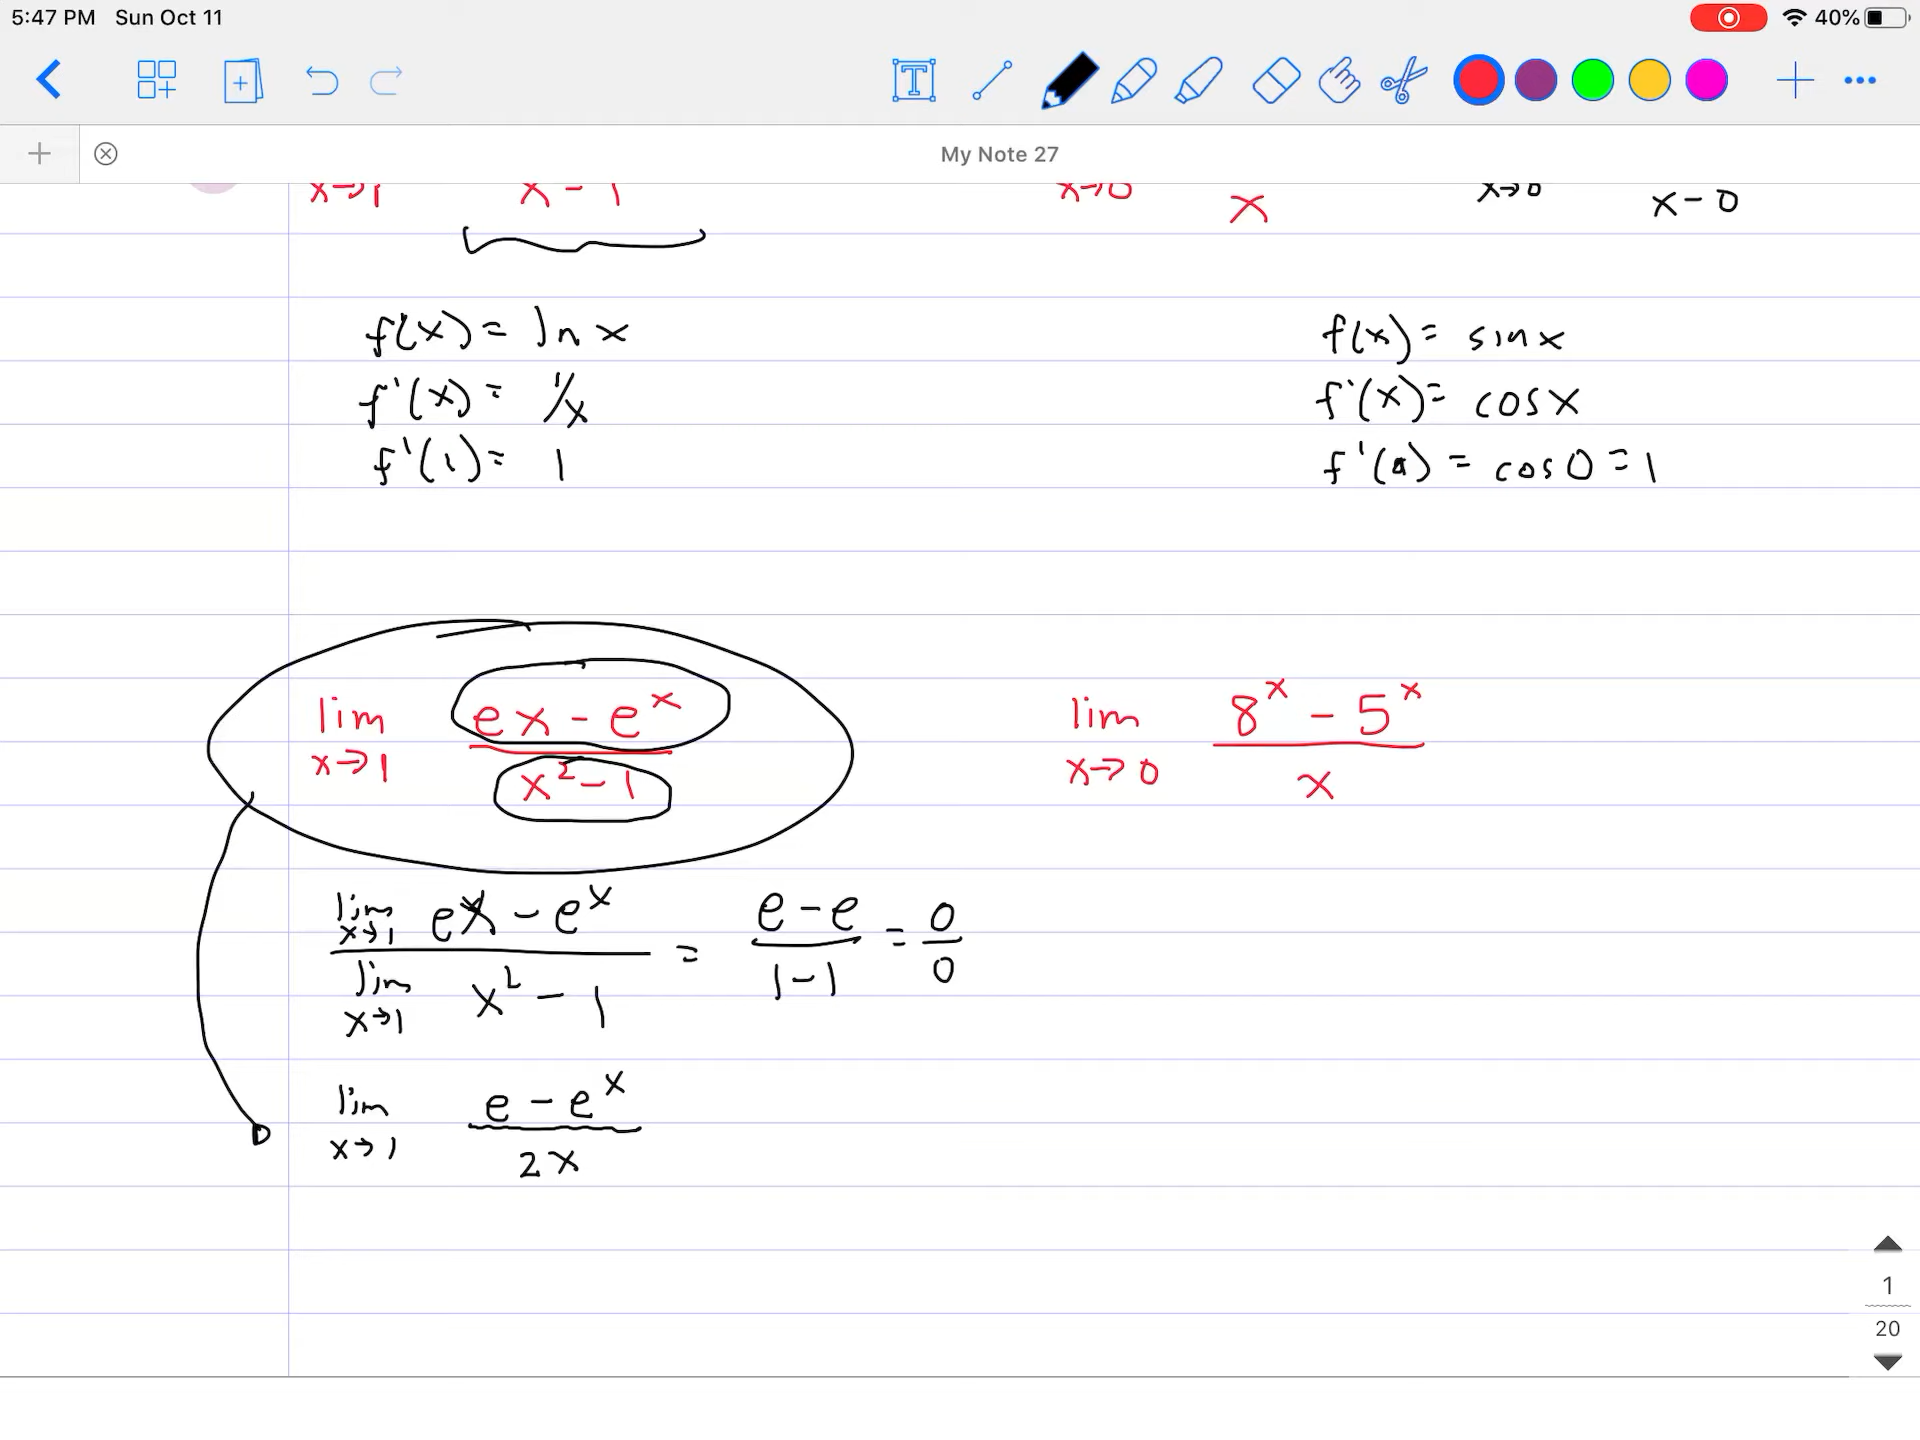 5:47 PM Sun Oct 11 40%
My Note 27
x→1 x - 1 x→0 x x→0 x - 0
f(x) = ln x f(x) = sin x
f'(x) = 1/x f'(x) = cos x
f'(1) = 1 f'(0) = cos 0 = 1
lim x→1 (ex - e^x)/(x² - 1) lim x→0 (8^x - 5^x)/x
(lim x→1 ex - e^x)/(lim x→1 x² - 1) = (e - e)/(1 - 1) = 0/0
lim x→1 (e - e^x)/(2x)
1
20